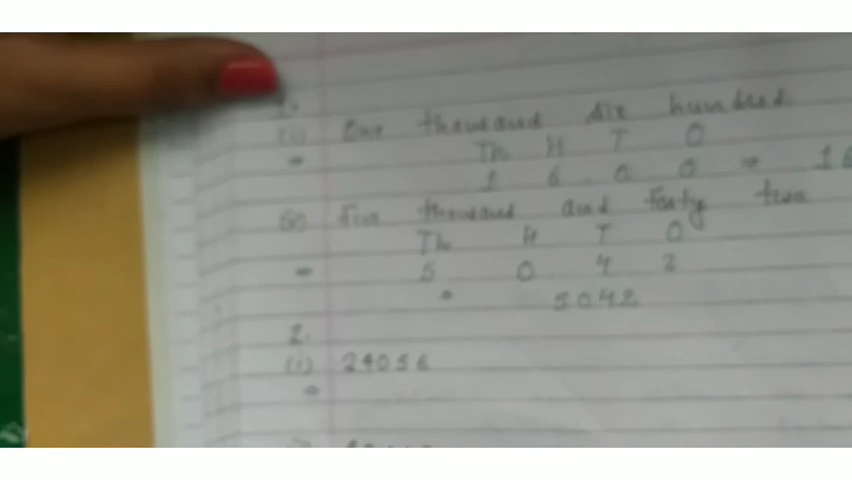 1.
(i) One thousand six hundred.
Th H T O
→ 1 6 0 0 → 16
(ii) Five thousand and forty two
Th H T O
→ 5 0 4 2
5042
2.
(i) 24056